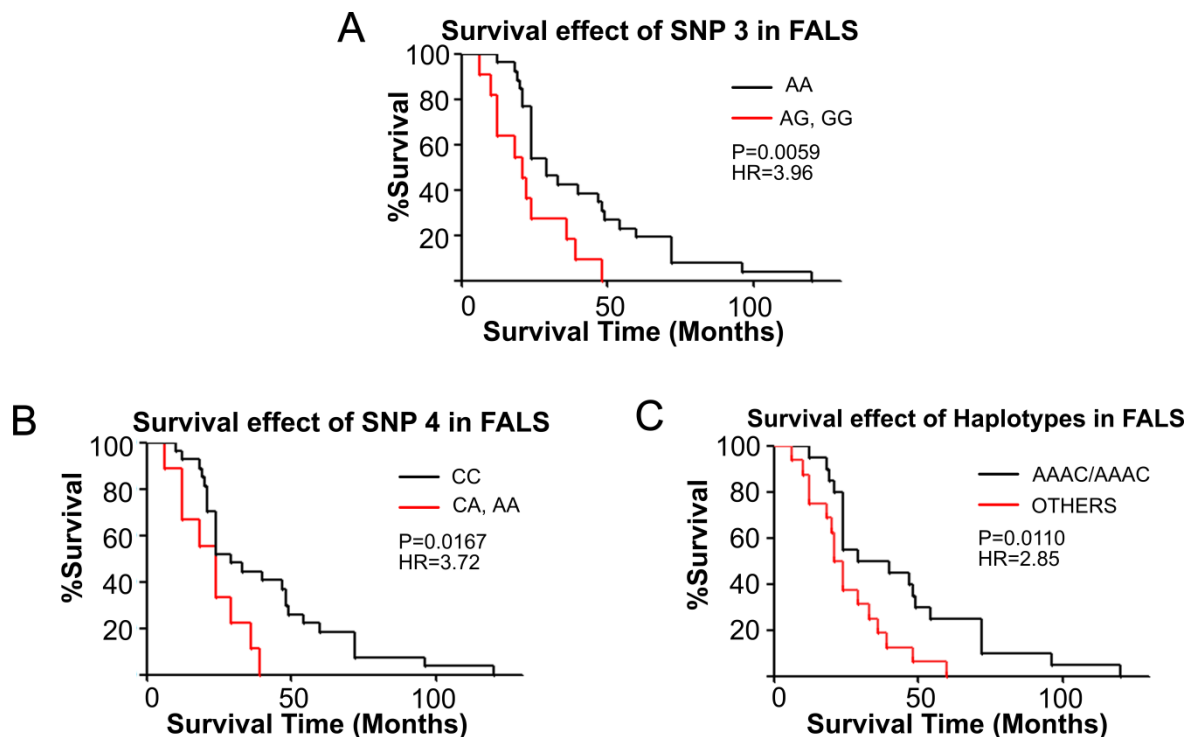 A
Survival effect of SNP 3 in FALS
100
80
60
40
20
%Survival
AA
AG, GG
P=0.0059
HR=3.96
0 50 100
Survival Time (Months)
B
Survival effect of SNP 4 in FALS
100
80
60
40
20
%Survival
CC
CA, AA
P=0.0167
HR=3.72
0 50 100
Survival Time (Months)
C
Survival effect of Haplotypes in FALS
100
80
60
40
20
%Survival
AAAC/AAAC
OTHERS
P=0.0110
HR=2.85
0 50 100
Survival Time (Months)